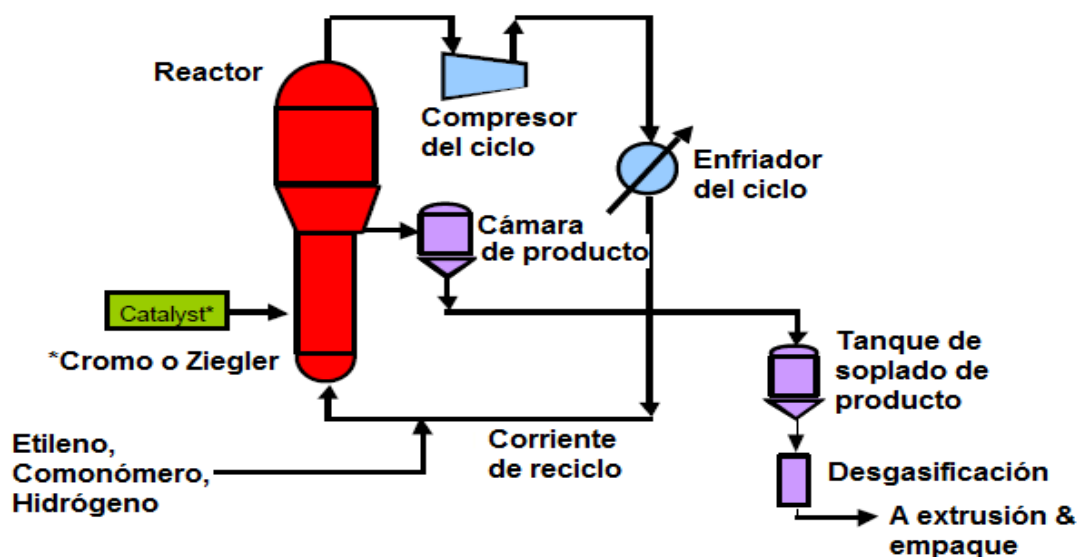 Reactor
Compresor
del ciclo
Enfriador
del ciclo
Cámara
de producto
Catalyst*
*Cromo o Ziegler
Tanque de
soplado de
producto
Etileno,
Comonómero,
Hidrógeno
Corriente
de reciclo
Desgasificación
A extrusión &
empaque